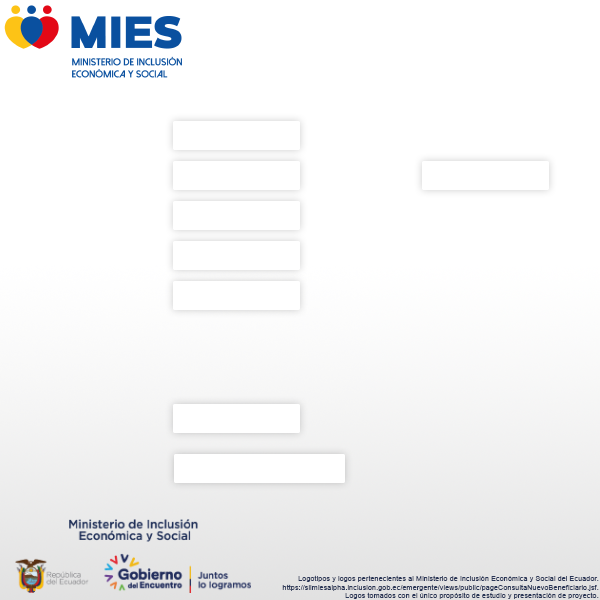 MIES
MINISTERIO DE INCLUSIÓN
ECONÓMICA Y SOCIAL
Ministerio de Inclusión
Económica y Social
República
del Ecuador
Gobierno
del Encuentro
Juntos
lo logramos
Logotipos y logos pertenecientes al Ministerio de Inclusión Económica y Social del Ecuador.
https://siimiesalpha.inclusion.gob.ec/emergente/views/public/pageConsultaNuevoBeneficiario.jsf.
Logos tomados con el único propósito de estudio y presentación de proyecto.